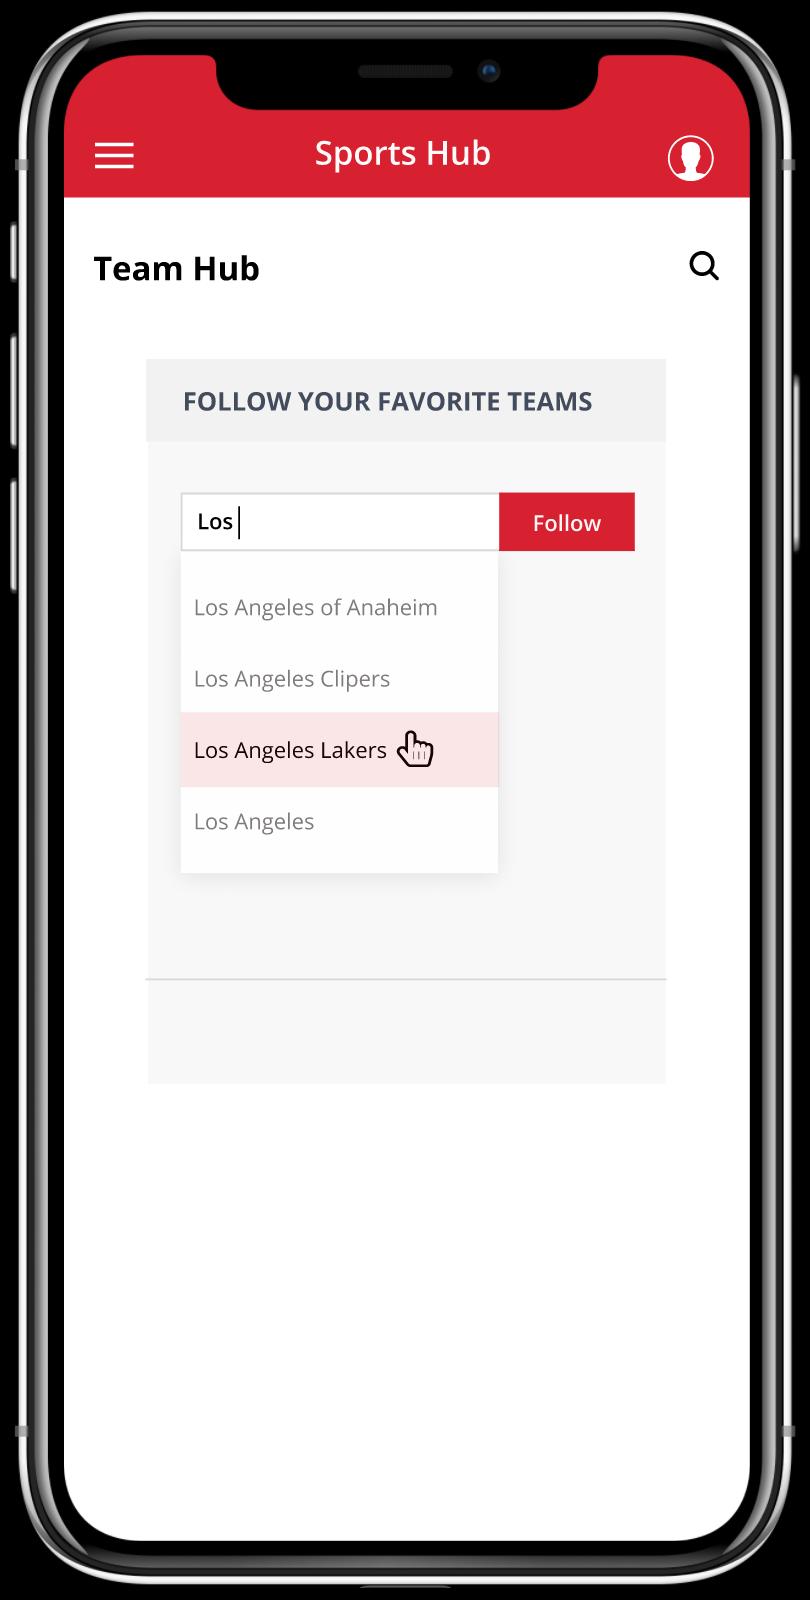 Sports Hub
Team Hub
FOLLOW YOUR FAVORITE TEAMS
Los
Follow
Los Angeles of Anaheim
Los Angeles Clipers
Los Angeles Lakers
Los Angeles